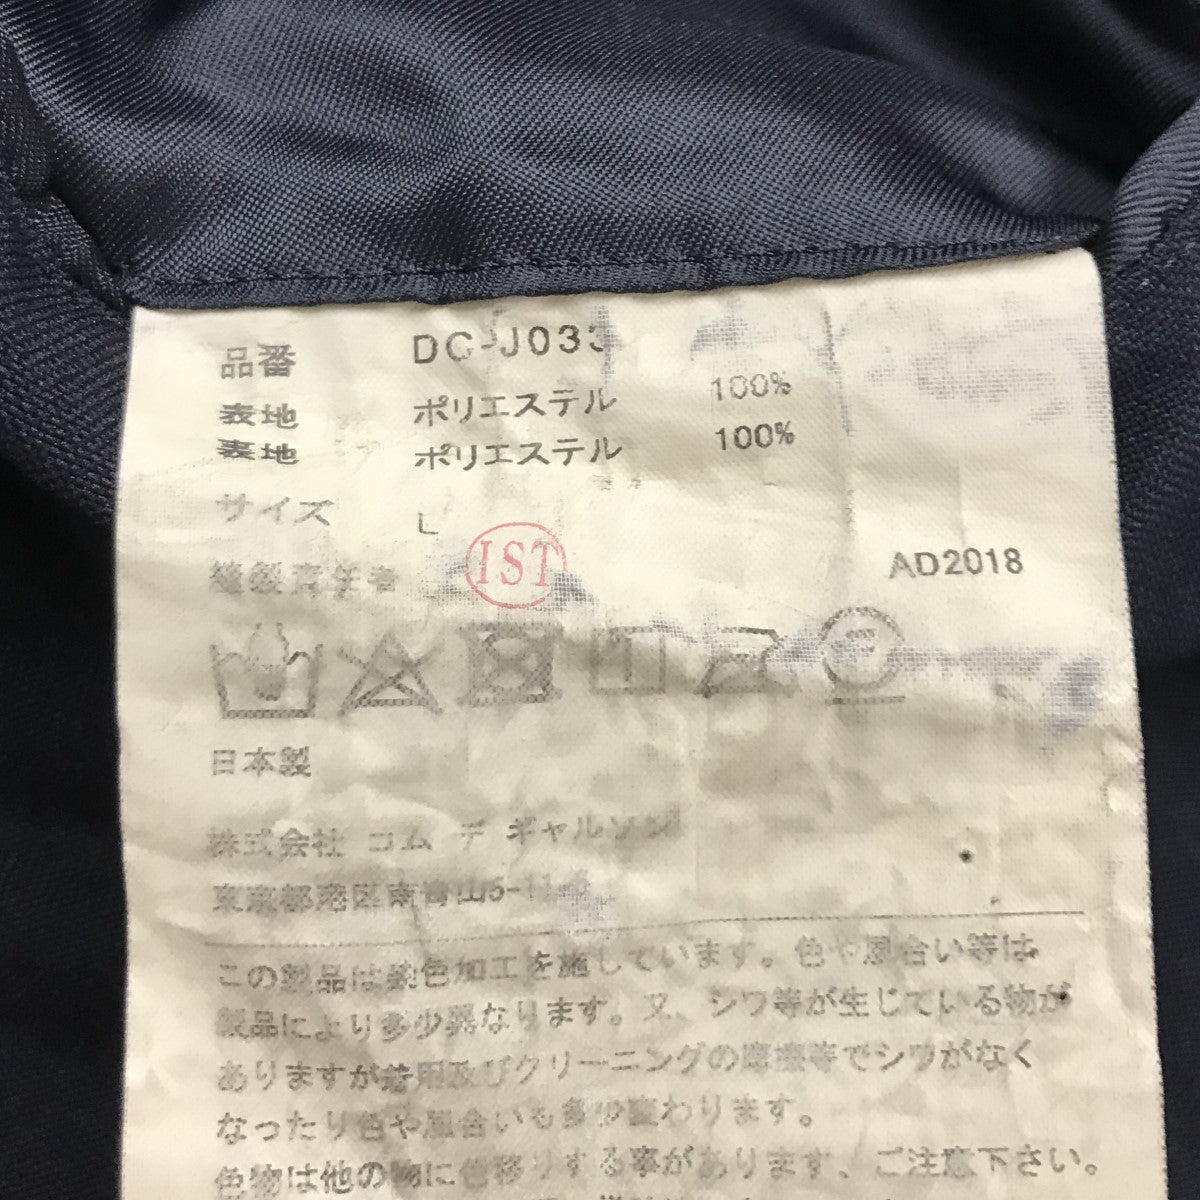 品番 DC-J033
表地 ポリエステル 100%
表地 ポリエステル 100%
サイズ L
縫製責任者 IST AD2018
日本製
株式会社 コム デ ギャルソン
東京都港区南青山5-11-5
この製品は染色加工を施しています。色や風合い等は
製品により多少異なります。又、シワ等が生じている物が
ありますが着用及びクリーニングの摩擦等でシワがなく
なったり色や風合いも多少変わります。
色物は他の物に色移りする事があります、ご注意下さい。